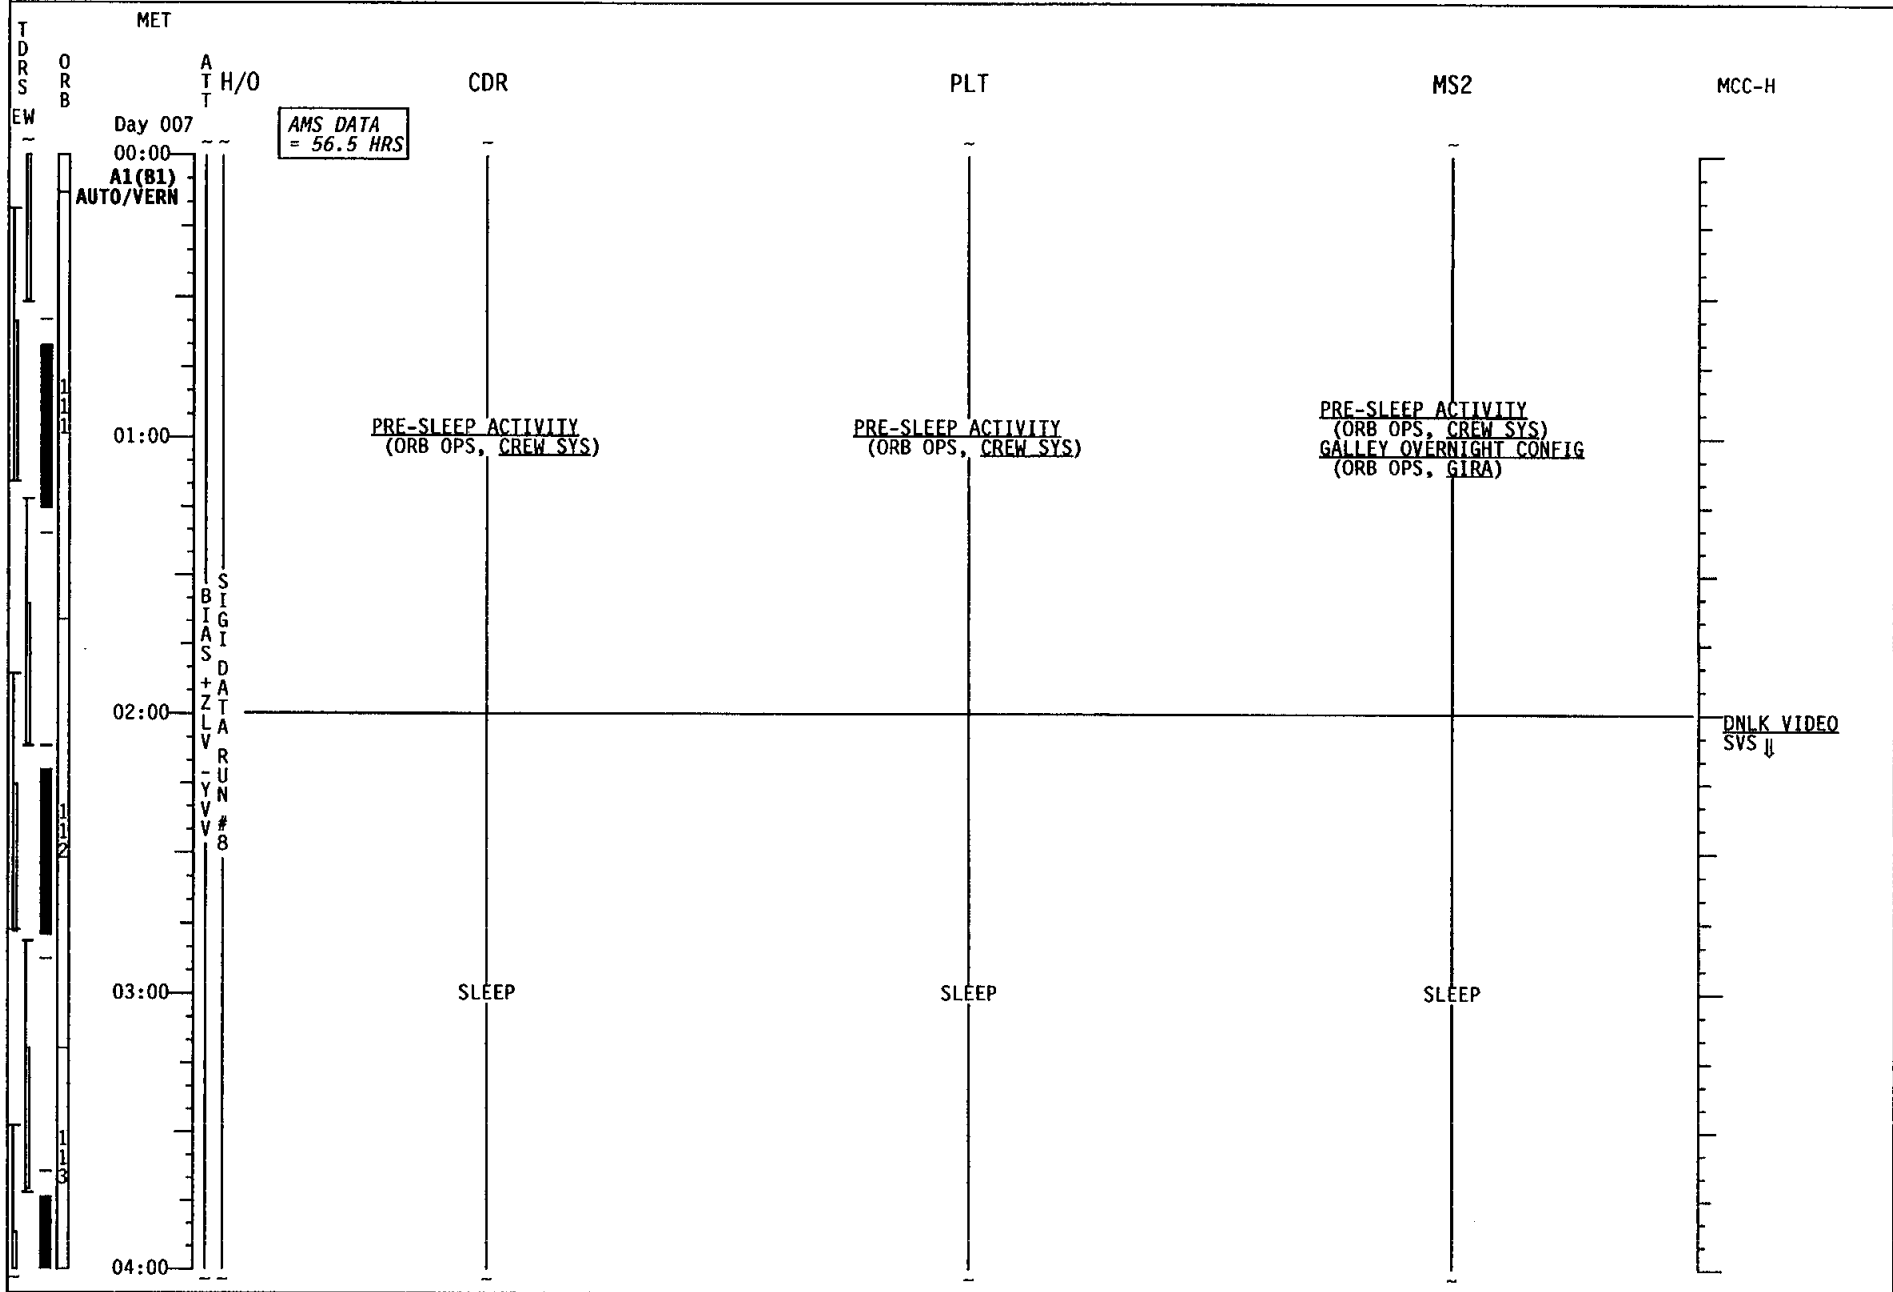 MET
TDRS
ORB
ATT
H/O
CDR
PLT
MS2
MCC-H
EW
Day 007
AMS DATA
= 56.5 HRS
00:00
A1(B1)
AUTO/VERN
111
01:00
PRE-SLEEP ACTIVITY
(ORB OPS, CREW SYS)
PRE-SLEEP ACTIVITY
(ORB OPS, CREW SYS)
PRE-SLEEP ACTIVITY
(ORB OPS, CREW SYS)
GALLEY OVERNIGHT CONFIG
(ORB OPS, GIRA)
BIAS +ZLV -YVV
SIGI DATA RUN #8
02:00
DNLK VIDEO
SVS ⇓
112
03:00
SLEEP
SLEEP
SLEEP
113
04:00